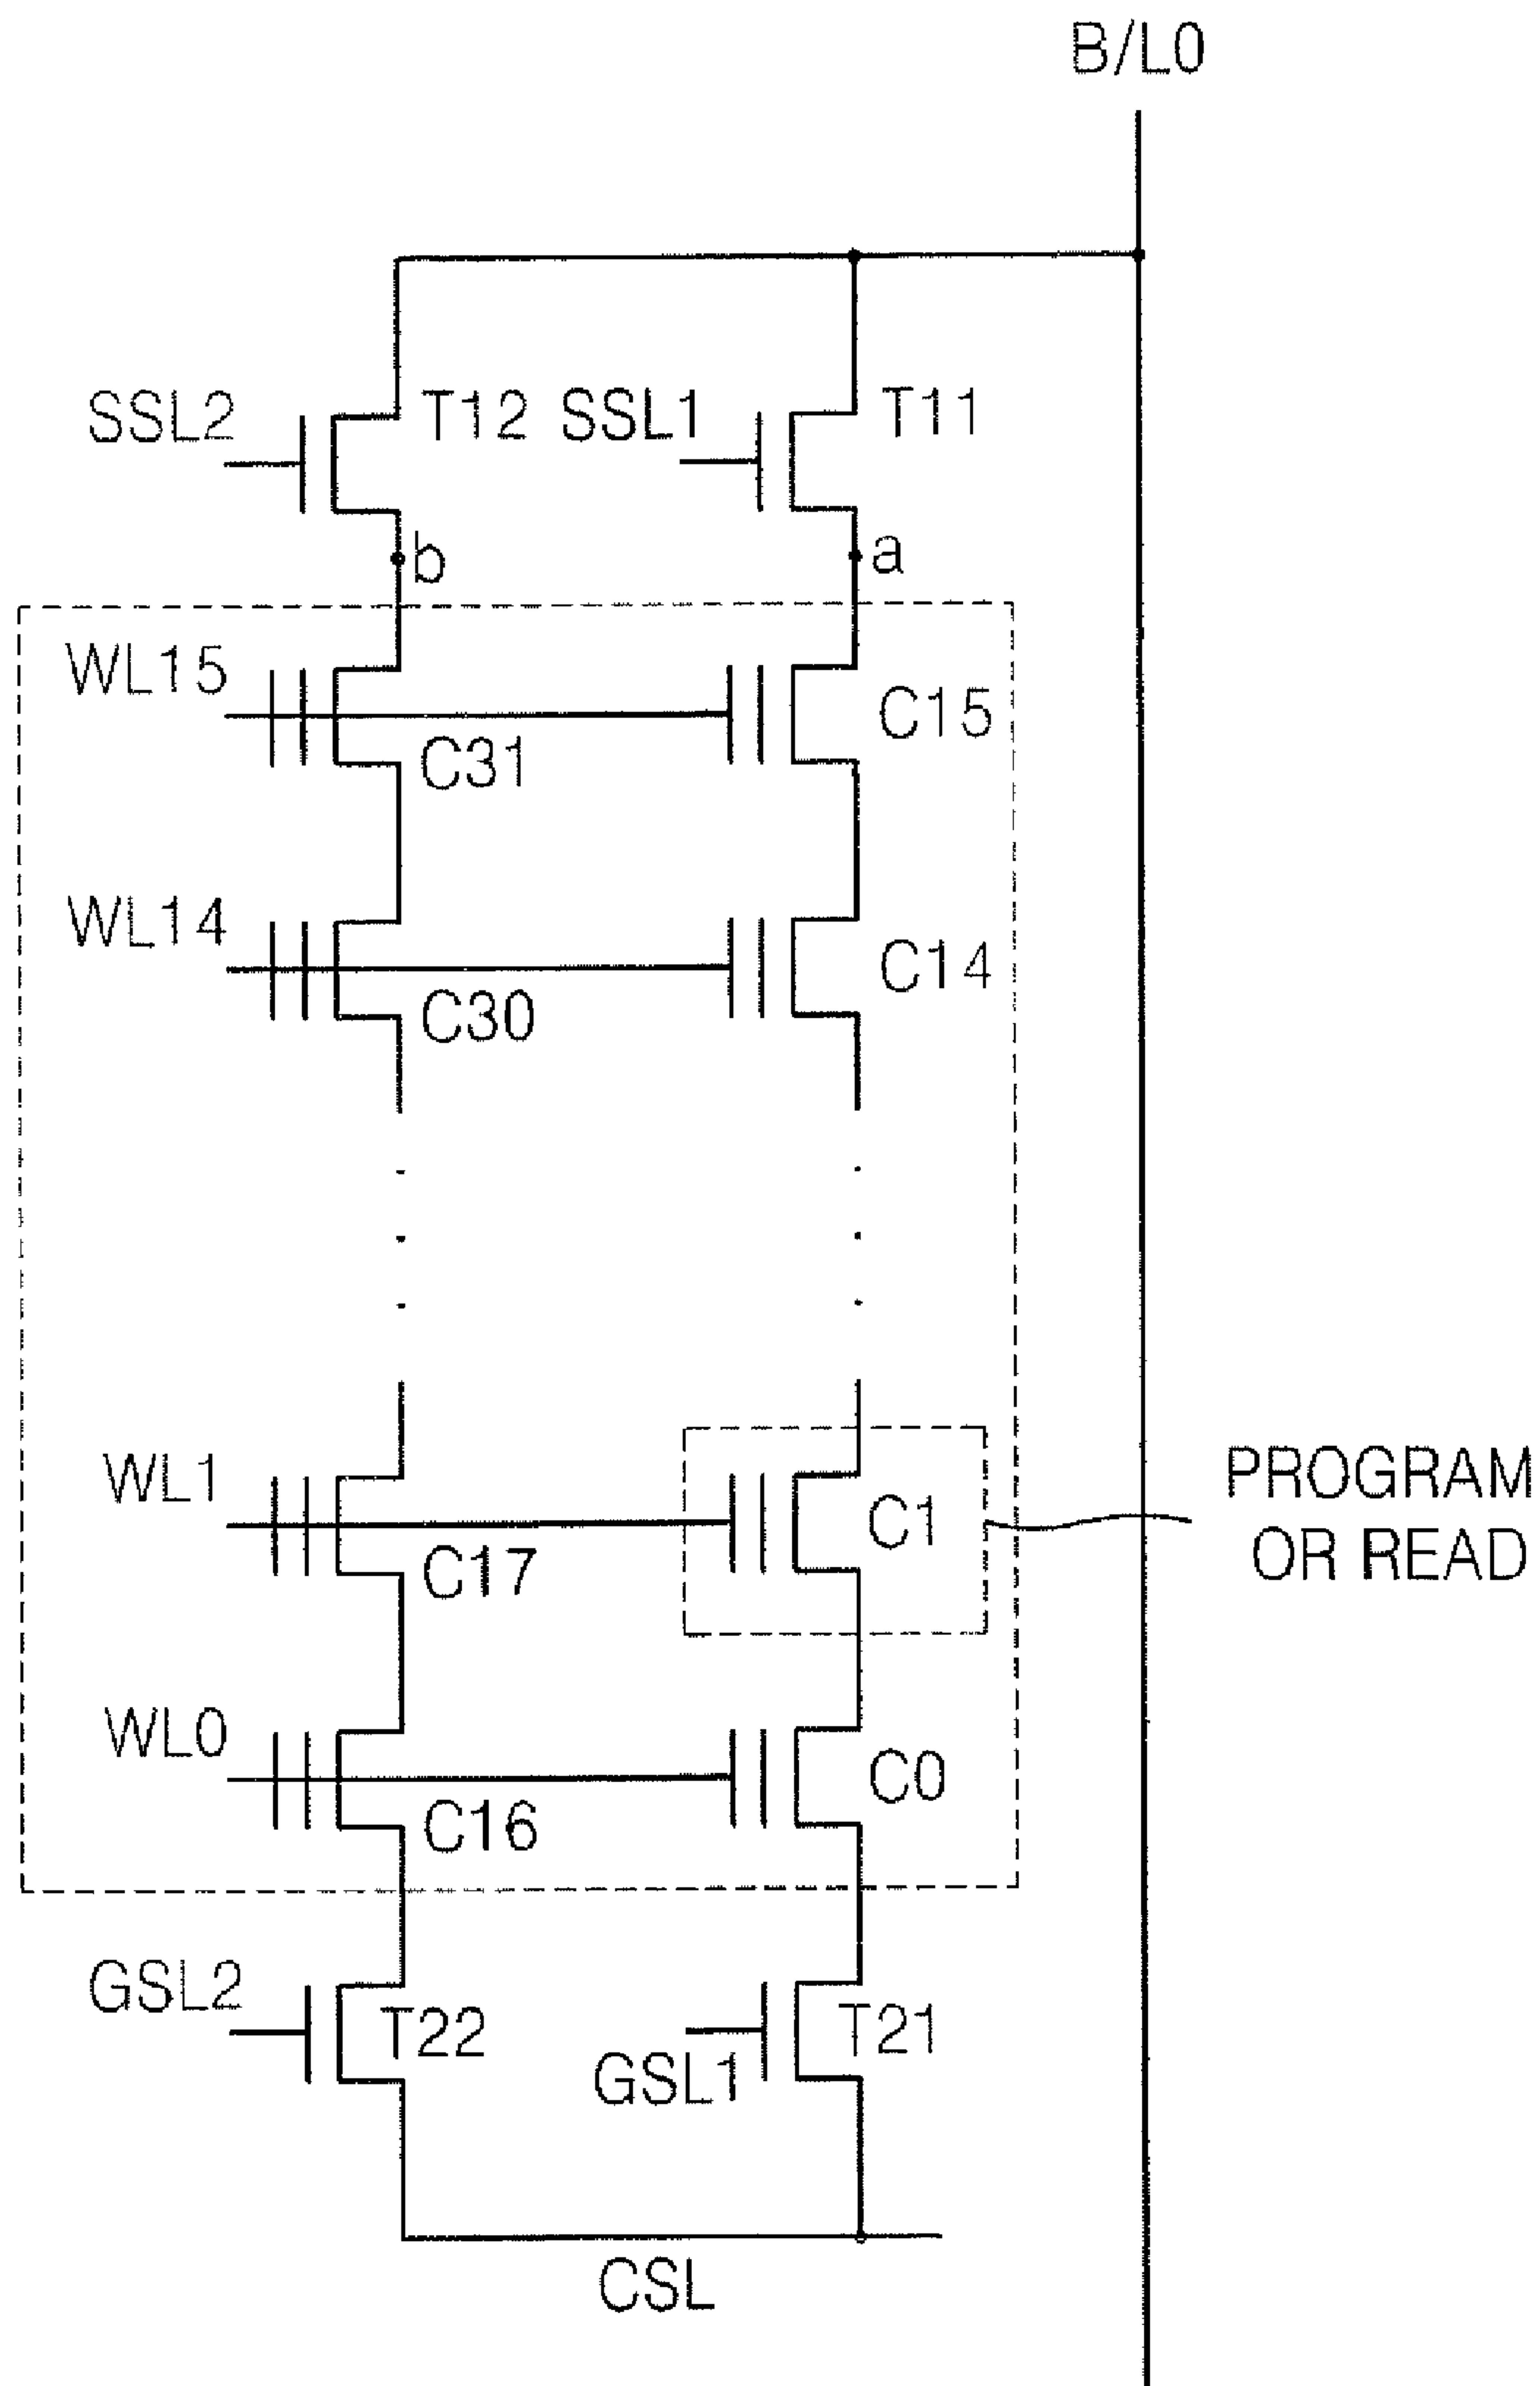 B/L0
SSL2
T12
SSL1
T11
b
a
WL15
C31
C15
WL14
C30
C14
WL1
C17
C1
PROGRAM
OR READ
WL0
C16
C0
GSL2
T22
GSL1
T21
CSL